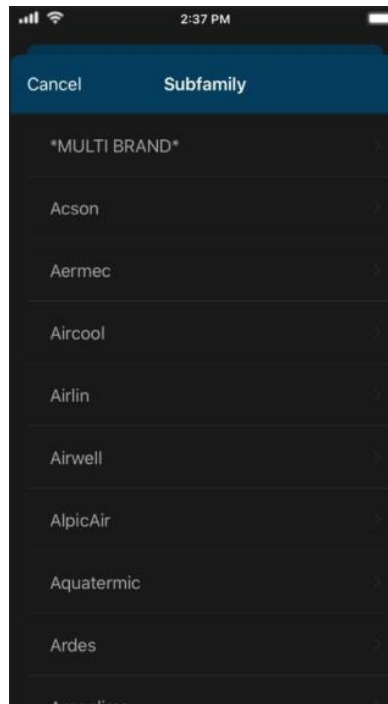 2:37 PM
Cancel
Subfamily
*MULTI BRAND*
Acson
Aermec
Aircool
Airlin
Airwell
AlpicAir
Aquatermic
Ardes